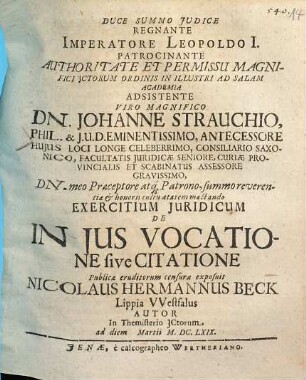 DUCE SUMMO JUDICE
REGNANTE
IMPERATORE LEOPOLDO I.
PATROCINANTE
AUTHORITATE ET PERMISSU MAGNI-
FICI JCTORUM ORDINIS IN ILLUSTRI AD SALAM
ACADEMIA
ADSISTENTE
VIRO MAGNIFICO
DN. JOHANNE STRAUCHIO,
PHIL. & J.U.D. EMINENTISSIMO, ANTECESSORE
HUJUS LOCI LONGE CELEBERRIMO, CONSILIARIO SAXO-
NICO, FACULTATIS JURIDICÆ SENIORE, CURIÆ PRO-
VINCIALIS ET SCABINATUS ASSESSORE
GRAVISSIMO,
DN. meo Præceptore atq; Patrono, summo reveren-
tiæ & honoris cultu ætatem mactando
EXERCITIUM JURIDICUM
DE
IN JUS VOCATIO-
NE sive CITATIONE
Publicæ eruditorum censuræ exposuit
NICOLAUS HERMANNUS BECK
Lippia VVestfalus
AUTOR
In Themisterio JCtorum.
ad diem Martii M. DC. LXIX.
JENÆ, è calcographeo WERTHERIANO.